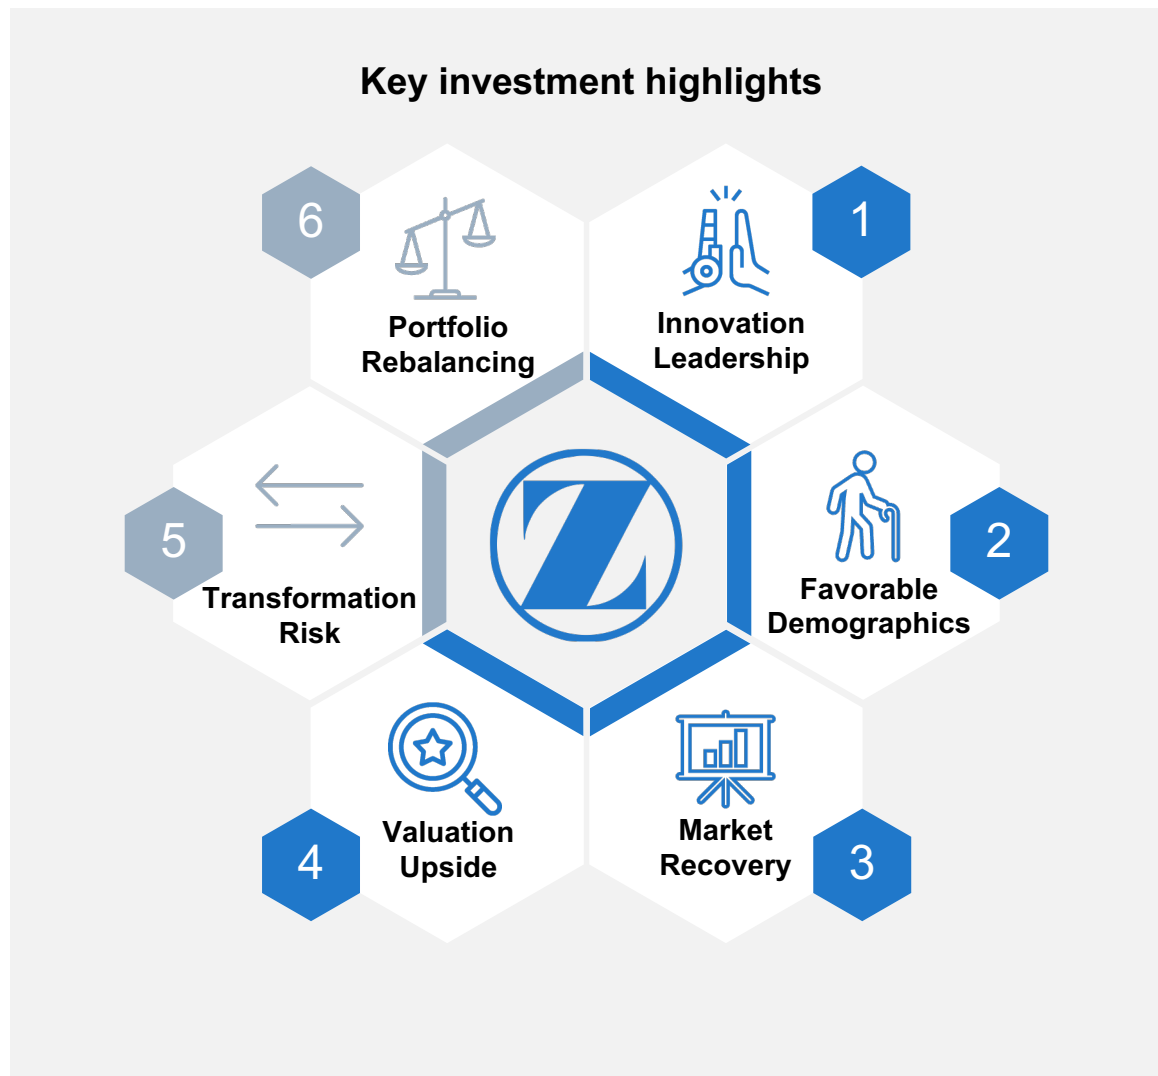 Key investment highlights
1
Innovation
Leadership
2
Favorable
Demographics
3
Market
Recovery
4
Valuation
Upside
5
Transformation
Risk
6
Portfolio
Rebalancing
Z